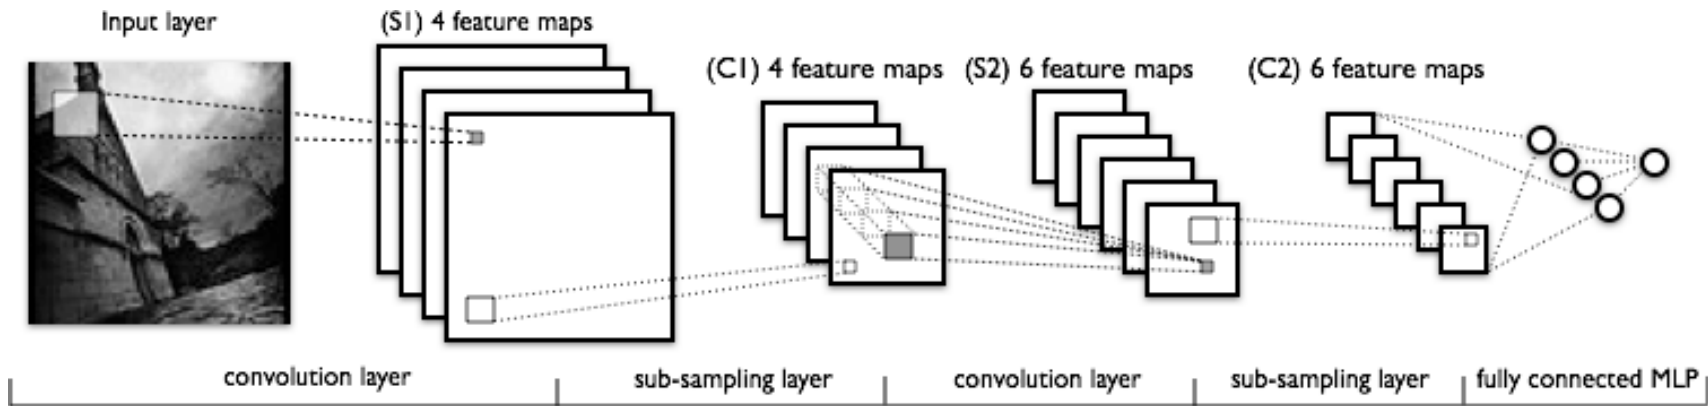 Input layer
(S1) 4 feature maps
(C1) 4 feature maps
(S2) 6 feature maps
(C2) 6 feature maps
convolution layer
sub-sampling layer
convolution layer
sub-sampling layer
fully connected MLP